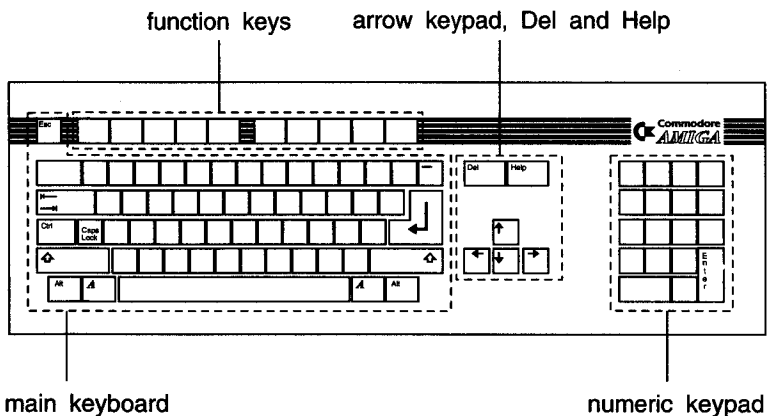 function keys
arrow keypad, Del and Help
Esc
Commodore
AMIGA
Del
Help
Ctrl
Caps
Lock
Enter
Alt
A
A
Alt
main keyboard
numeric keypad